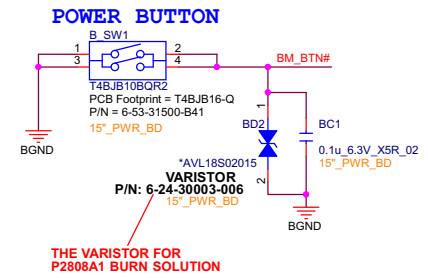 POWER BUTTON
B_SW1
1
3
2
4
BM_BTN#
T4BJB10BQR2
PCB Footprint = T4BJB16-Q
P/N = 6-53-31500-B41
15"_PWR_BD
BGND
1
BD2
BC1
0.1u_6.3V_X5R_02
15"_PWR_BD
*AVL18S02015
2
VARISTOR
P/N: 6-24-30003-006
15"_PWR_BD
BGND
THE VARISTOR FOR
P2808A1 BURN SOLUTION